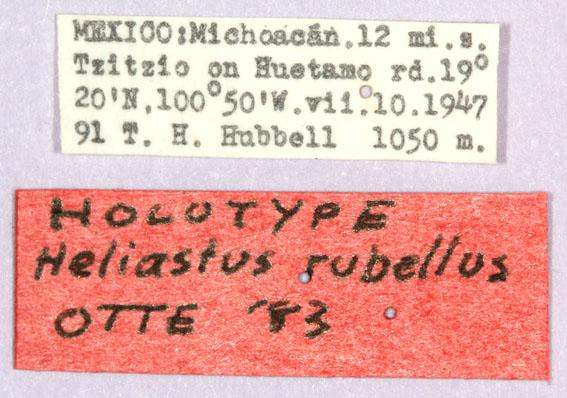 MEXICO:Michoacán.12 mi.s.
Tzitzio on Huetamo rd.19°
20'N,100°50'W.vii.10.1947
91 T. H. Hubbell 1050 m.
HOLOTYPE
Heliastus rubellus
OTTE '83